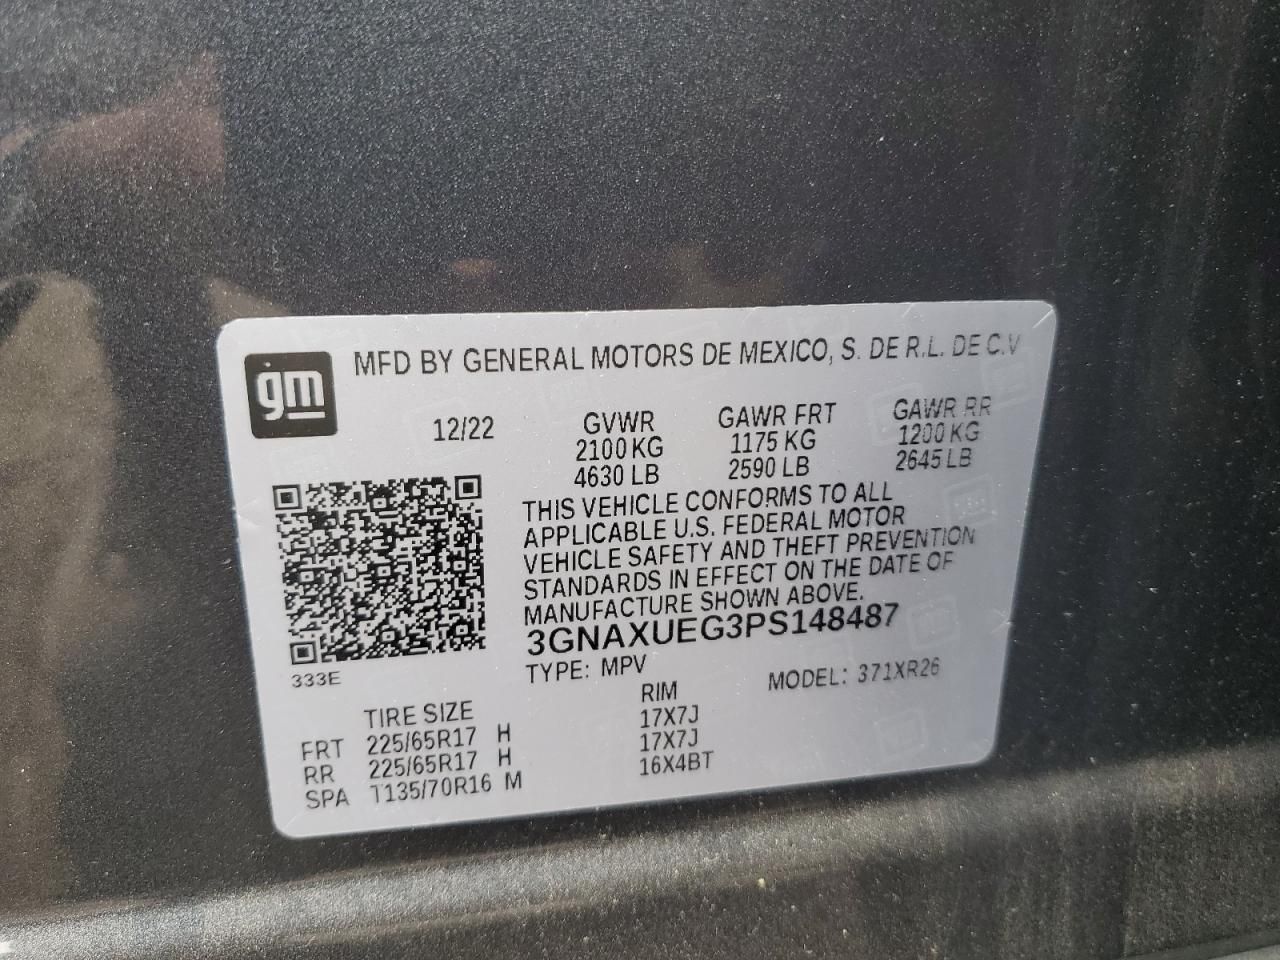 gm
MFD BY GENERAL MOTORS DE MEXICO, S. DE R.L. DE C.V
12/22
GVWR GAWR FRT GAWR RR
2100 KG 1175 KG 1200 KG
4630 LB 2590 LB 2645 LB
THIS VEHICLE CONFORMS TO ALL
APPLICABLE U.S. FEDERAL MOTOR
VEHICLE SAFETY AND THEFT PREVENTION
STANDARDS IN EFFECT ON THE DATE OF
MANUFACTURE SHOWN ABOVE.
3GNAXUEG3PS148487
TYPE: MPV MODEL: 371XR26
333E
TIRE SIZE RIM
FRT 225/65R17 H 17X7J
RR 225/65R17 H 17X7J
SPA T135/70R16 M 16X4BT